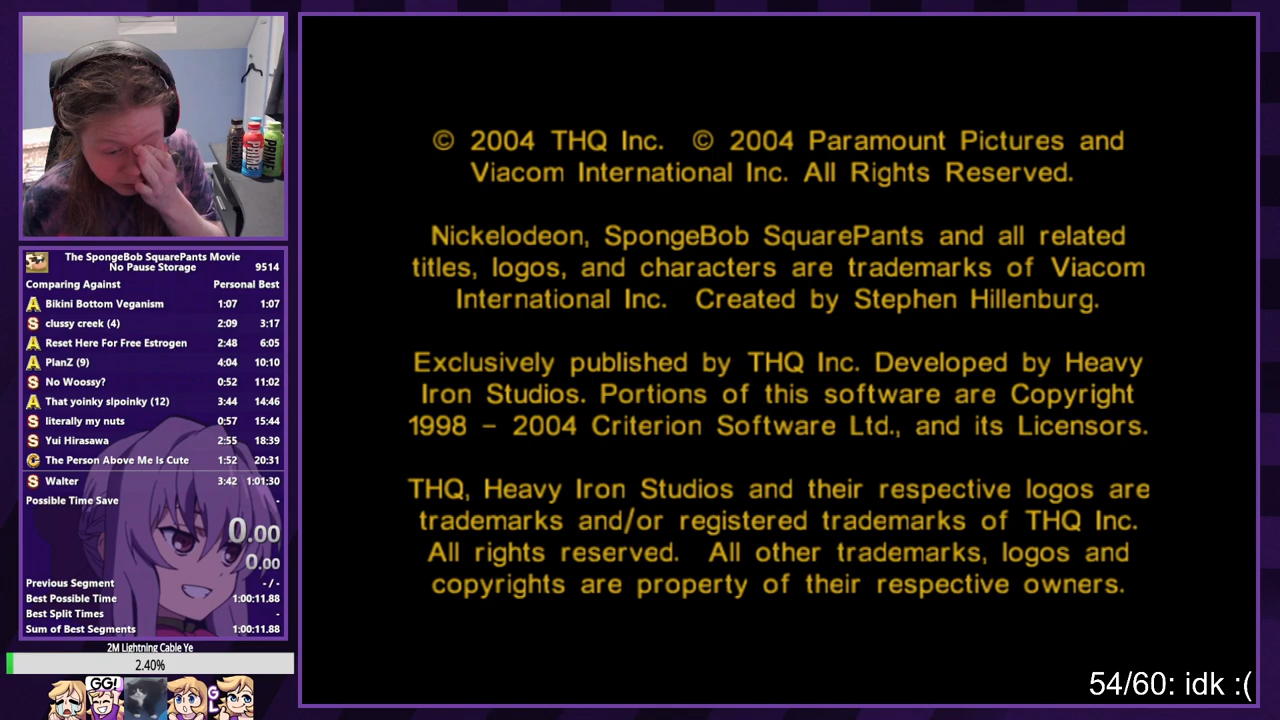 The SpongeBob SquarePants Movie
No Pause Storage 9514
Comparing Against Personal Best
Bikini Bottom Veganism 1:07 1:07
clussy creek (4) 2:09 3:17
Reset Here For Free Estrogen 2:48 6:05
PlanZ (9) 4:04 10:10
No Woossy? 0:52 11:02
That yoinky slpoinky (12) 3:44 14:46
literally my nuts 0:57 15:44
Yui Hirasawa 2:55 18:39
The Person Above Me Is Cute 1:52 20:31
Walter 3:42 1:01:30
Possible Time Save -
0.00
0.00
Previous Segment - / -
Best Possible Time 1:00:11.88
Best Split Times -
Sum of Best Segments 1:00:11.88
2M Lightning Cable Ye
2.40%
GG!
GL
PRIME
PRIME
© 2004 THQ Inc. © 2004 Paramount Pictures and
Viacom International Inc. All Rights Reserved.
Nickelodeon, SpongeBob SquarePants and all related
titles, logos, and characters are trademarks of Viacom
International Inc. Created by Stephen Hillenburg.
Exclusively published by THQ Inc. Developed by Heavy
Iron Studios. Portions of this software are Copyright
1998 – 2004 Criterion Software Ltd., and its Licensors.
THQ, Heavy Iron Studios and their respective logos are
trademarks and/or registered trademarks of THQ Inc.
All rights reserved. All other trademarks, logos and
copyrights are property of their respective owners.
54/60: idk :(